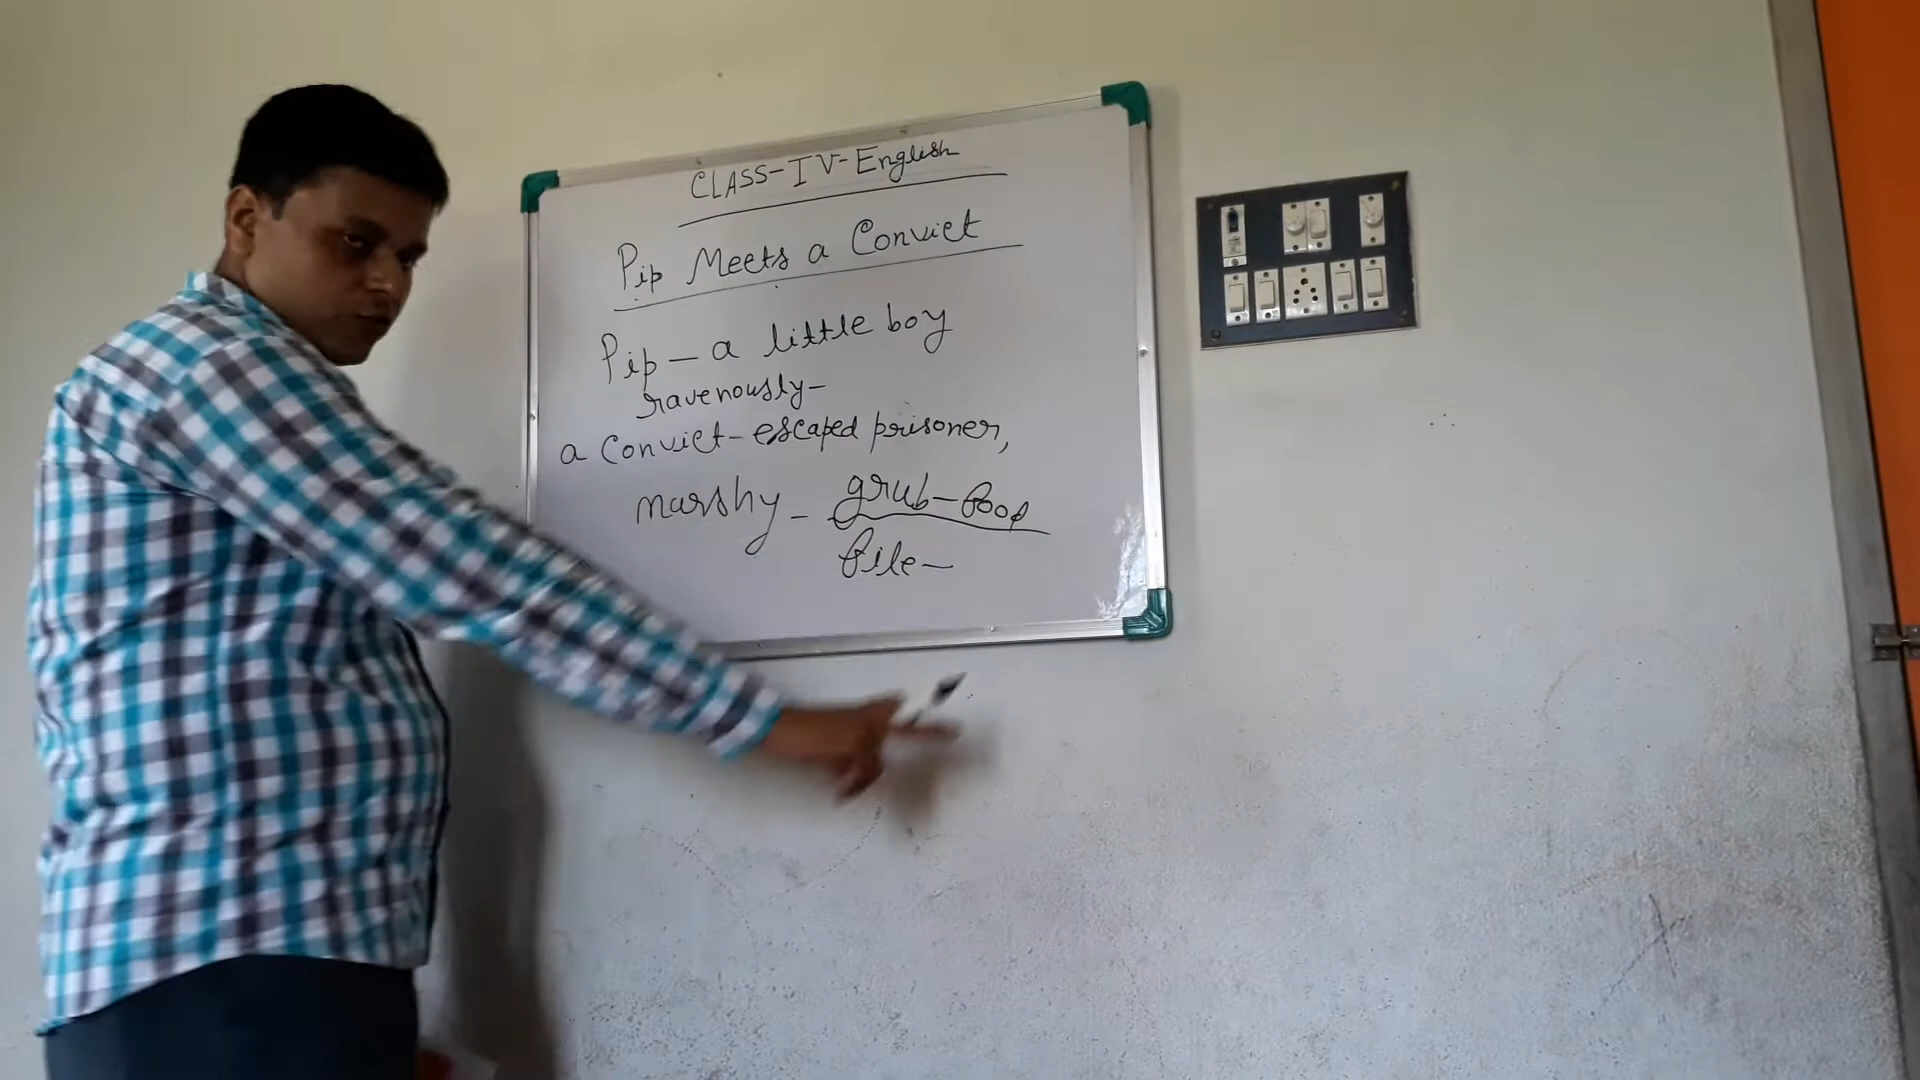 CLASS-IV-English
Pip Meets a Convict
Pip – a little boy
ravenously –
a Convict - escaped prisoner,
marshy – grub – food
file –